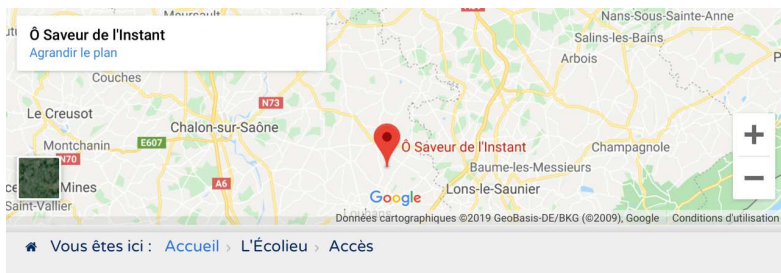 Meursault
Nans-Sous-Sainte-Anne
Ô Saveur de l'Instant
Salins-les-Bains
Agrandir le plan
Arbois
Couches
Le Creusot
N73
Chalon-sur-Saône
Montchanin
E607
Ô Saveur de l'Instant
Champagnole
N70
Baume-les-Messieurs
Mines
A6
Lons-le-Saunier
Saint-Vallier
Google
Louhans
Données cartographiques ©2019 GeoBasis-DE/BKG (©2009), Google Conditions d'utilisation
Vous êtes ici : Accueil > L'Écolieu > Accès